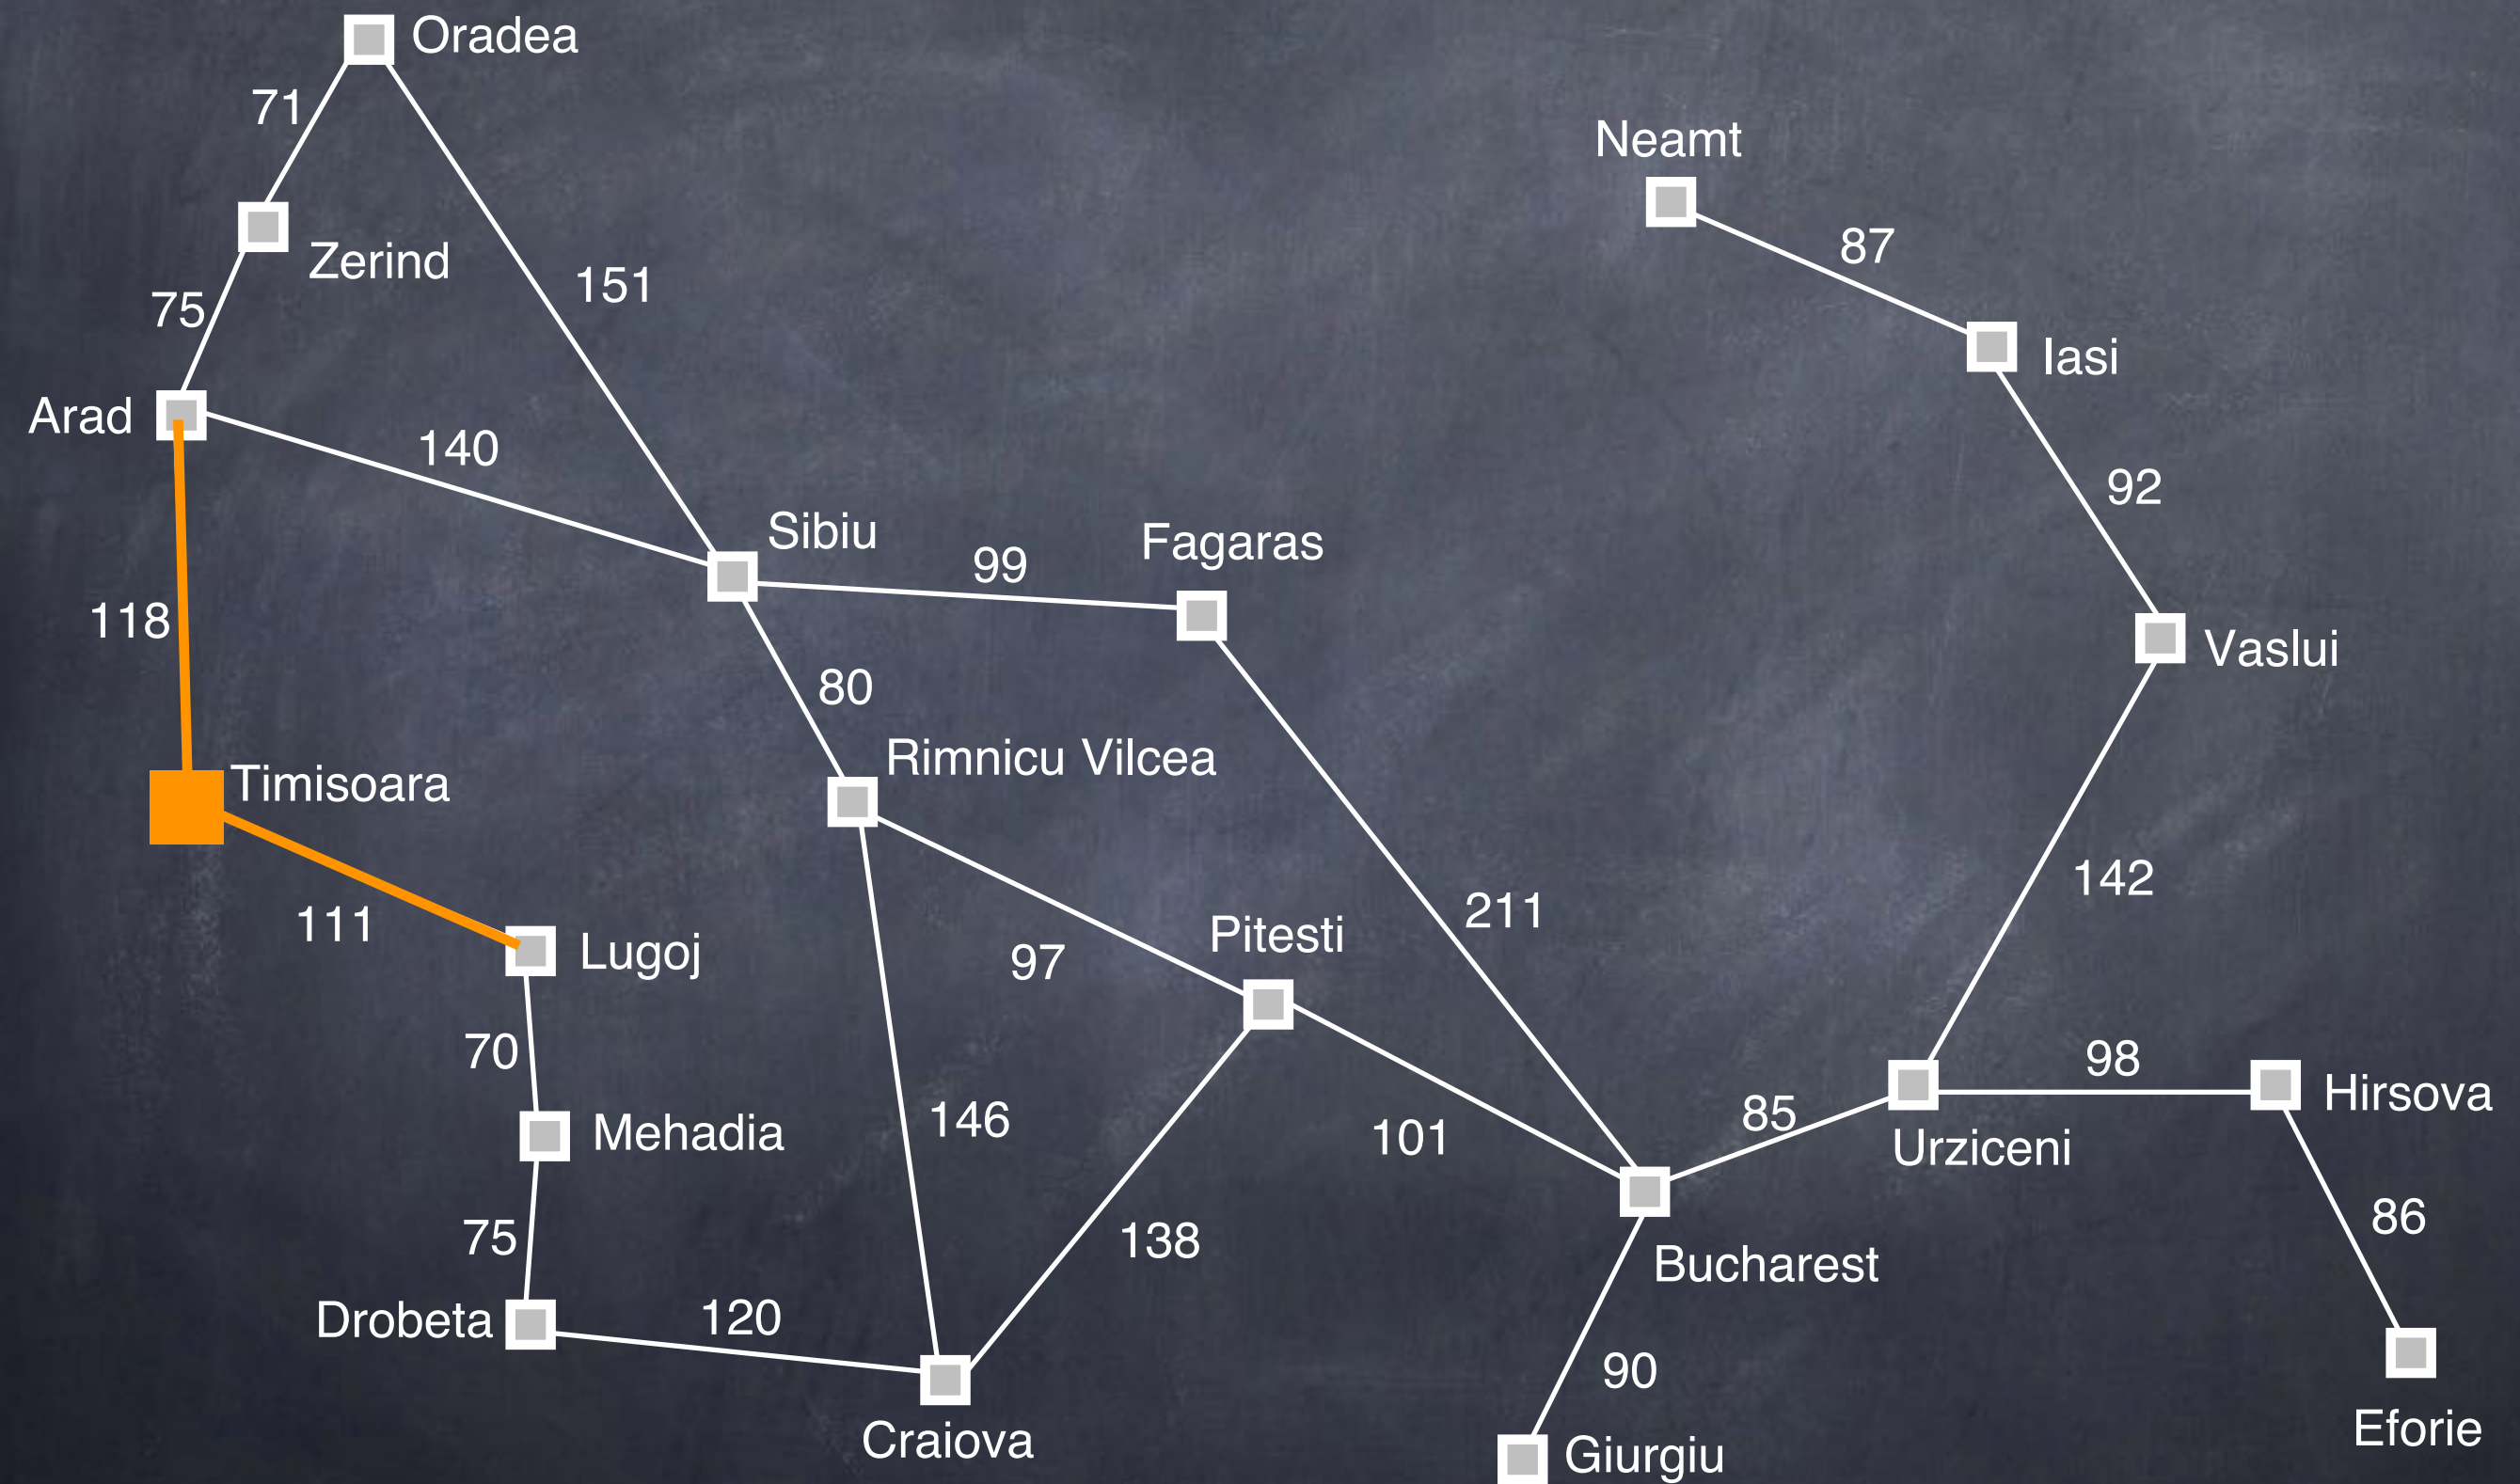 Oradea
71
Neamt
87
Zerind
151
75
Iasi
Arad
140
92
Sibiu
Fagaras
99
118
Vaslui
80
Rimnicu Vilcea
Timisoara
142
211
111
Lugoj
Pitesti
97
70
98
Mehadia
146
101
85
Hirsova
Urziceni
75
138
86
Bucharest
Drobeta
120
90
Craiova
Giurgiu
Eforie